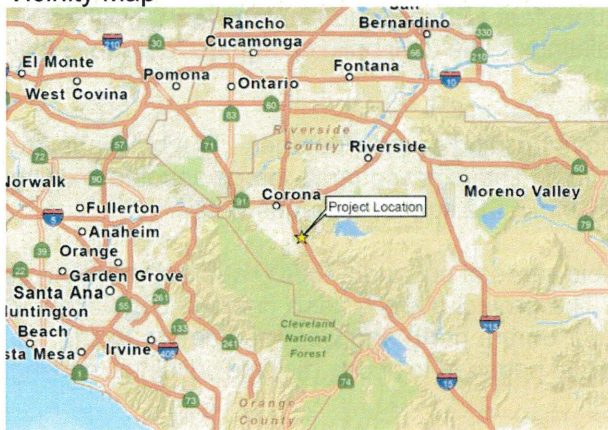 Vicinity Map
Rancho
Cucamonga
San
Bernardino
210
30
330
El Monte
66
210
Fontana
Pomona
Ontario
10
West Covina
83
60
57
Riverside
County
71
72
Riverside
60
90
Norwalk
Moreno Valley
Corona
91
Project Location
5
Fullerton
Anaheim
79
39
Orange
22
Garden Grove
Santa Ana
261
55
Huntington
Beach
133
Cleveland
National
Forest
215
241
sta Mesa
Irvine
405
74
1
15
73
Orange
County